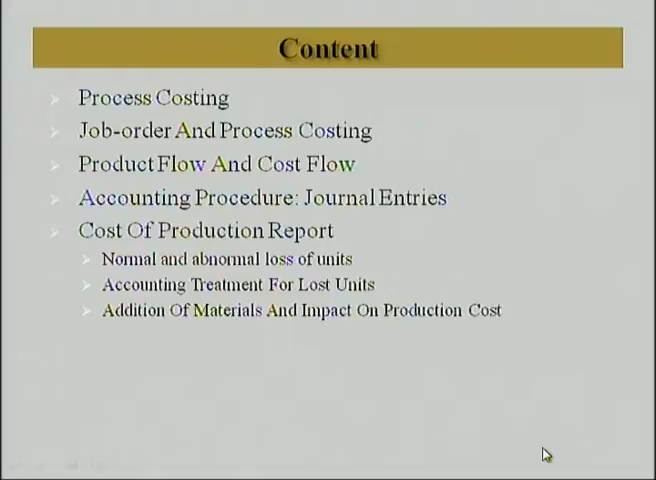 Content
Process Costing
Job-order And Process Costing
Product Flow And Cost Flow
Accounting Procedure: Journal Entries
Cost Of Production Report
Normal and abnormal loss of units
Accounting Treatment For Lost Units
Addition Of Materials And Impact On Production Cost